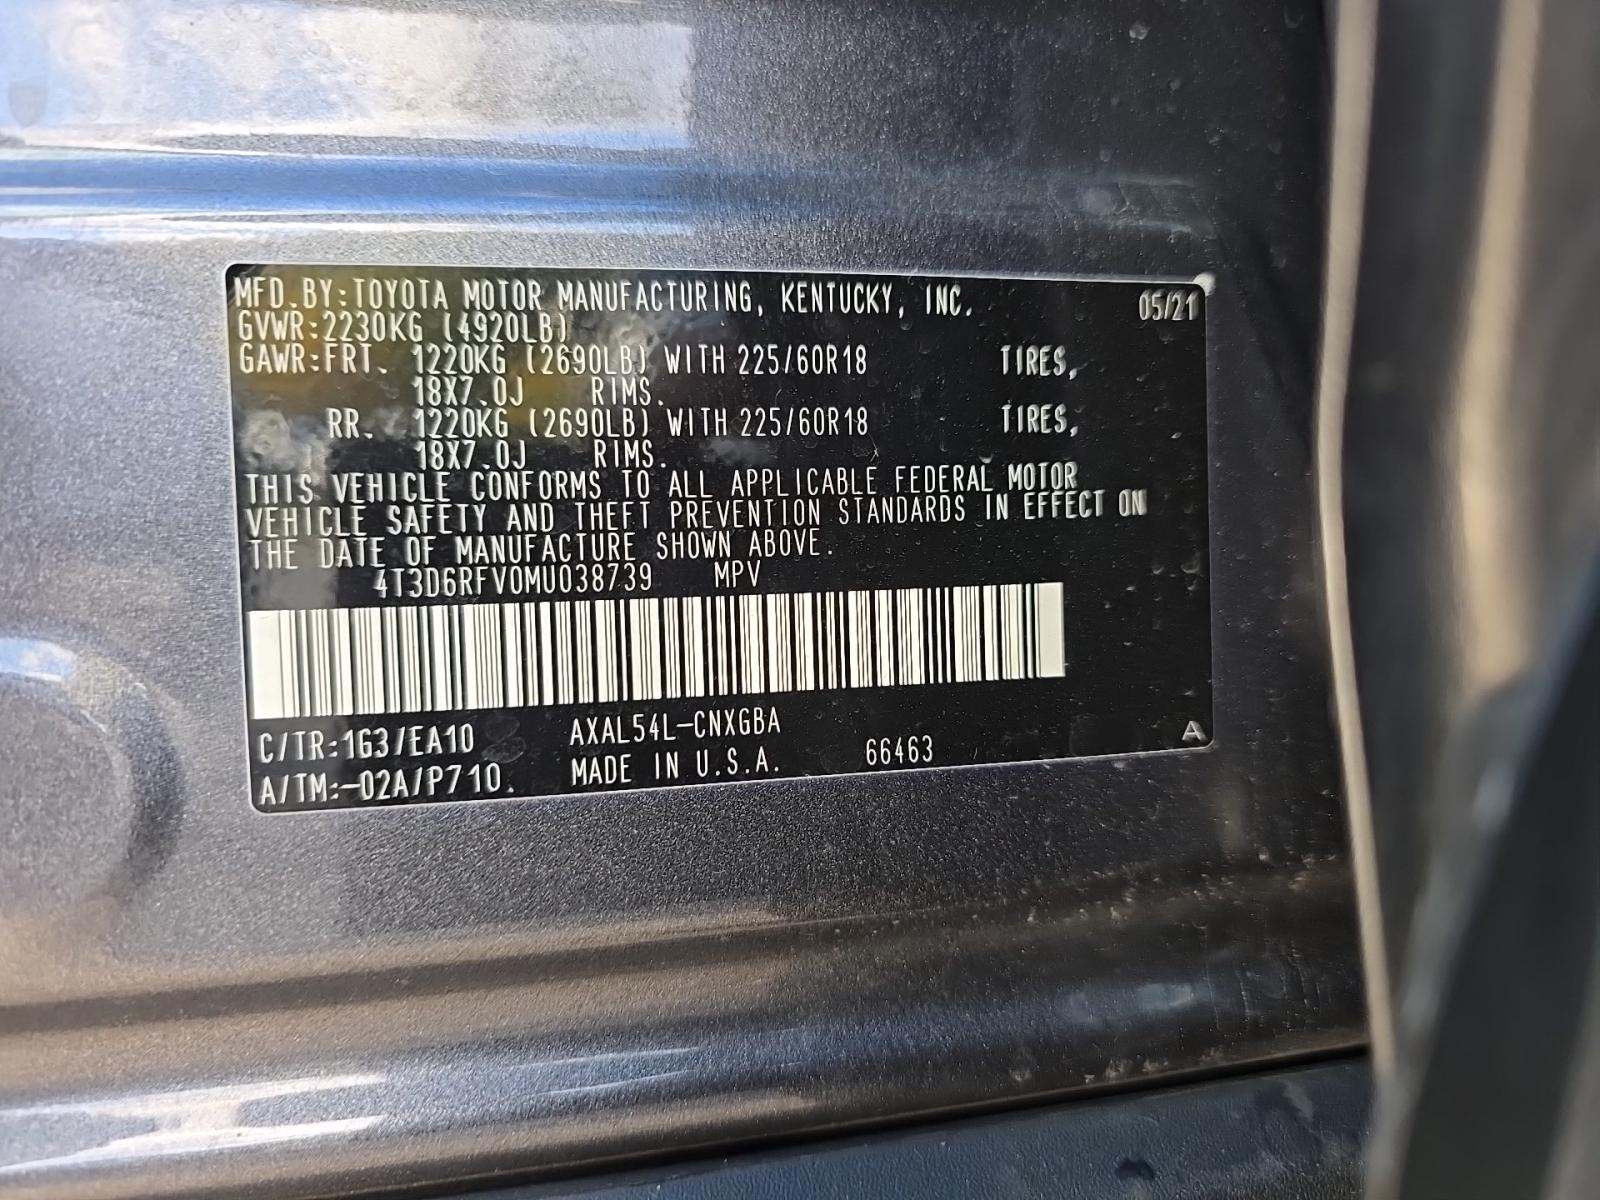 MFD.BY:TOYOTA MOTOR MANUFACTURING, KENTUCKY, INC. 05/21
GVWR:2230KG (4920LB)
GAWR:FRT. 1220KG (2690LB) WITH 225/60R18 TIRES,
18X7.0J RIMS.
RR. 1220KG (2690LB) WITH 225/60R18 TIRES,
18X7.0J RIMS.
THIS VEHICLE CONFORMS TO ALL APPLICABLE FEDERAL MOTOR
VEHICLE SAFETY AND THEFT PREVENTION STANDARDS IN EFFECT ON
THE DATE OF MANUFACTURE SHOWN ABOVE.
4T3D6RFV0MU038739 MPV
C/TR:1G3/EA10 AXAL54L-CNXGBA A
A/TM:-02A/P710. MADE IN U.S.A. 66463